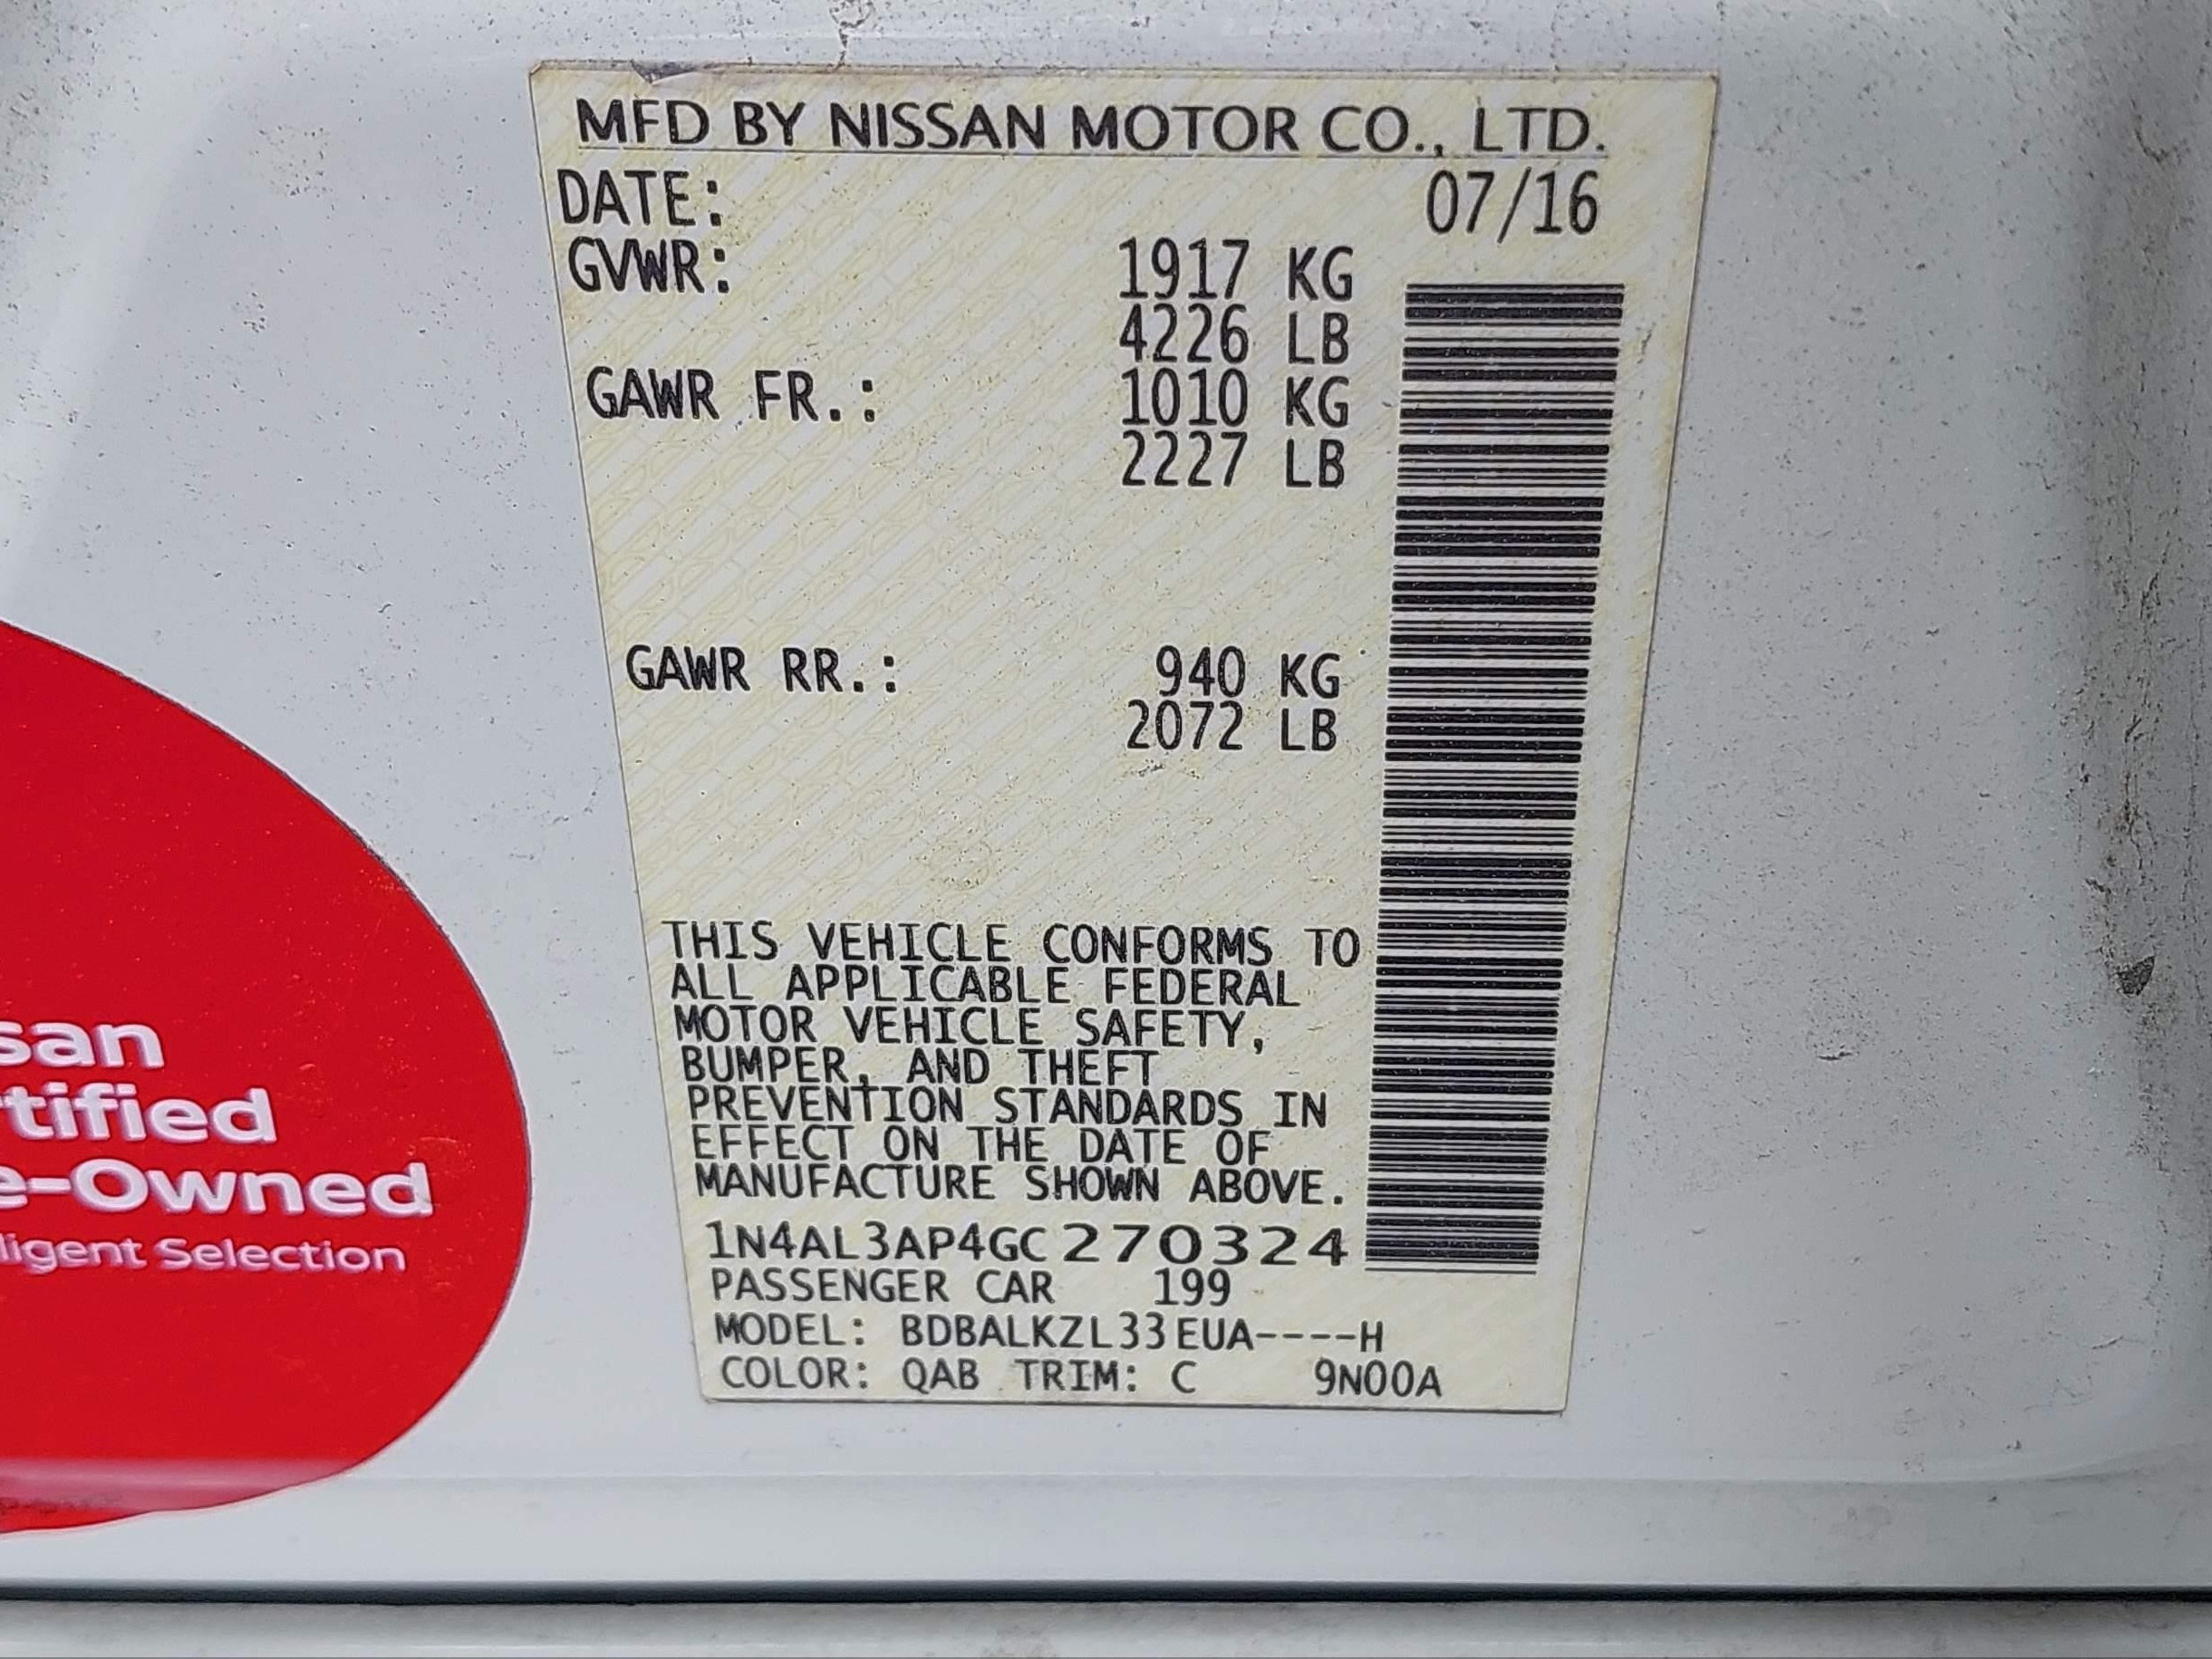 MFD BY NISSAN MOTOR CO., LTD.
DATE: 07/16
GVWR: 1917 KG
4226 LB
GAWR FR.: 1010 KG
2227 LB
GAWR RR.: 940 KG
2072 LB
THIS VEHICLE CONFORMS TO
ALL APPLICABLE FEDERAL
MOTOR VEHICLE SAFETY,
BUMPER, AND THEFT
PREVENTION STANDARDS IN
EFFECT ON THE DATE OF
MANUFACTURE SHOWN ABOVE.
1N4AL3AP4GC270324
PASSENGER CAR 199
MODEL: BDBALKZL33EUA----H
COLOR: QAB TRIM: C 9N00A
san
tified
e-Owned
ligent Selection